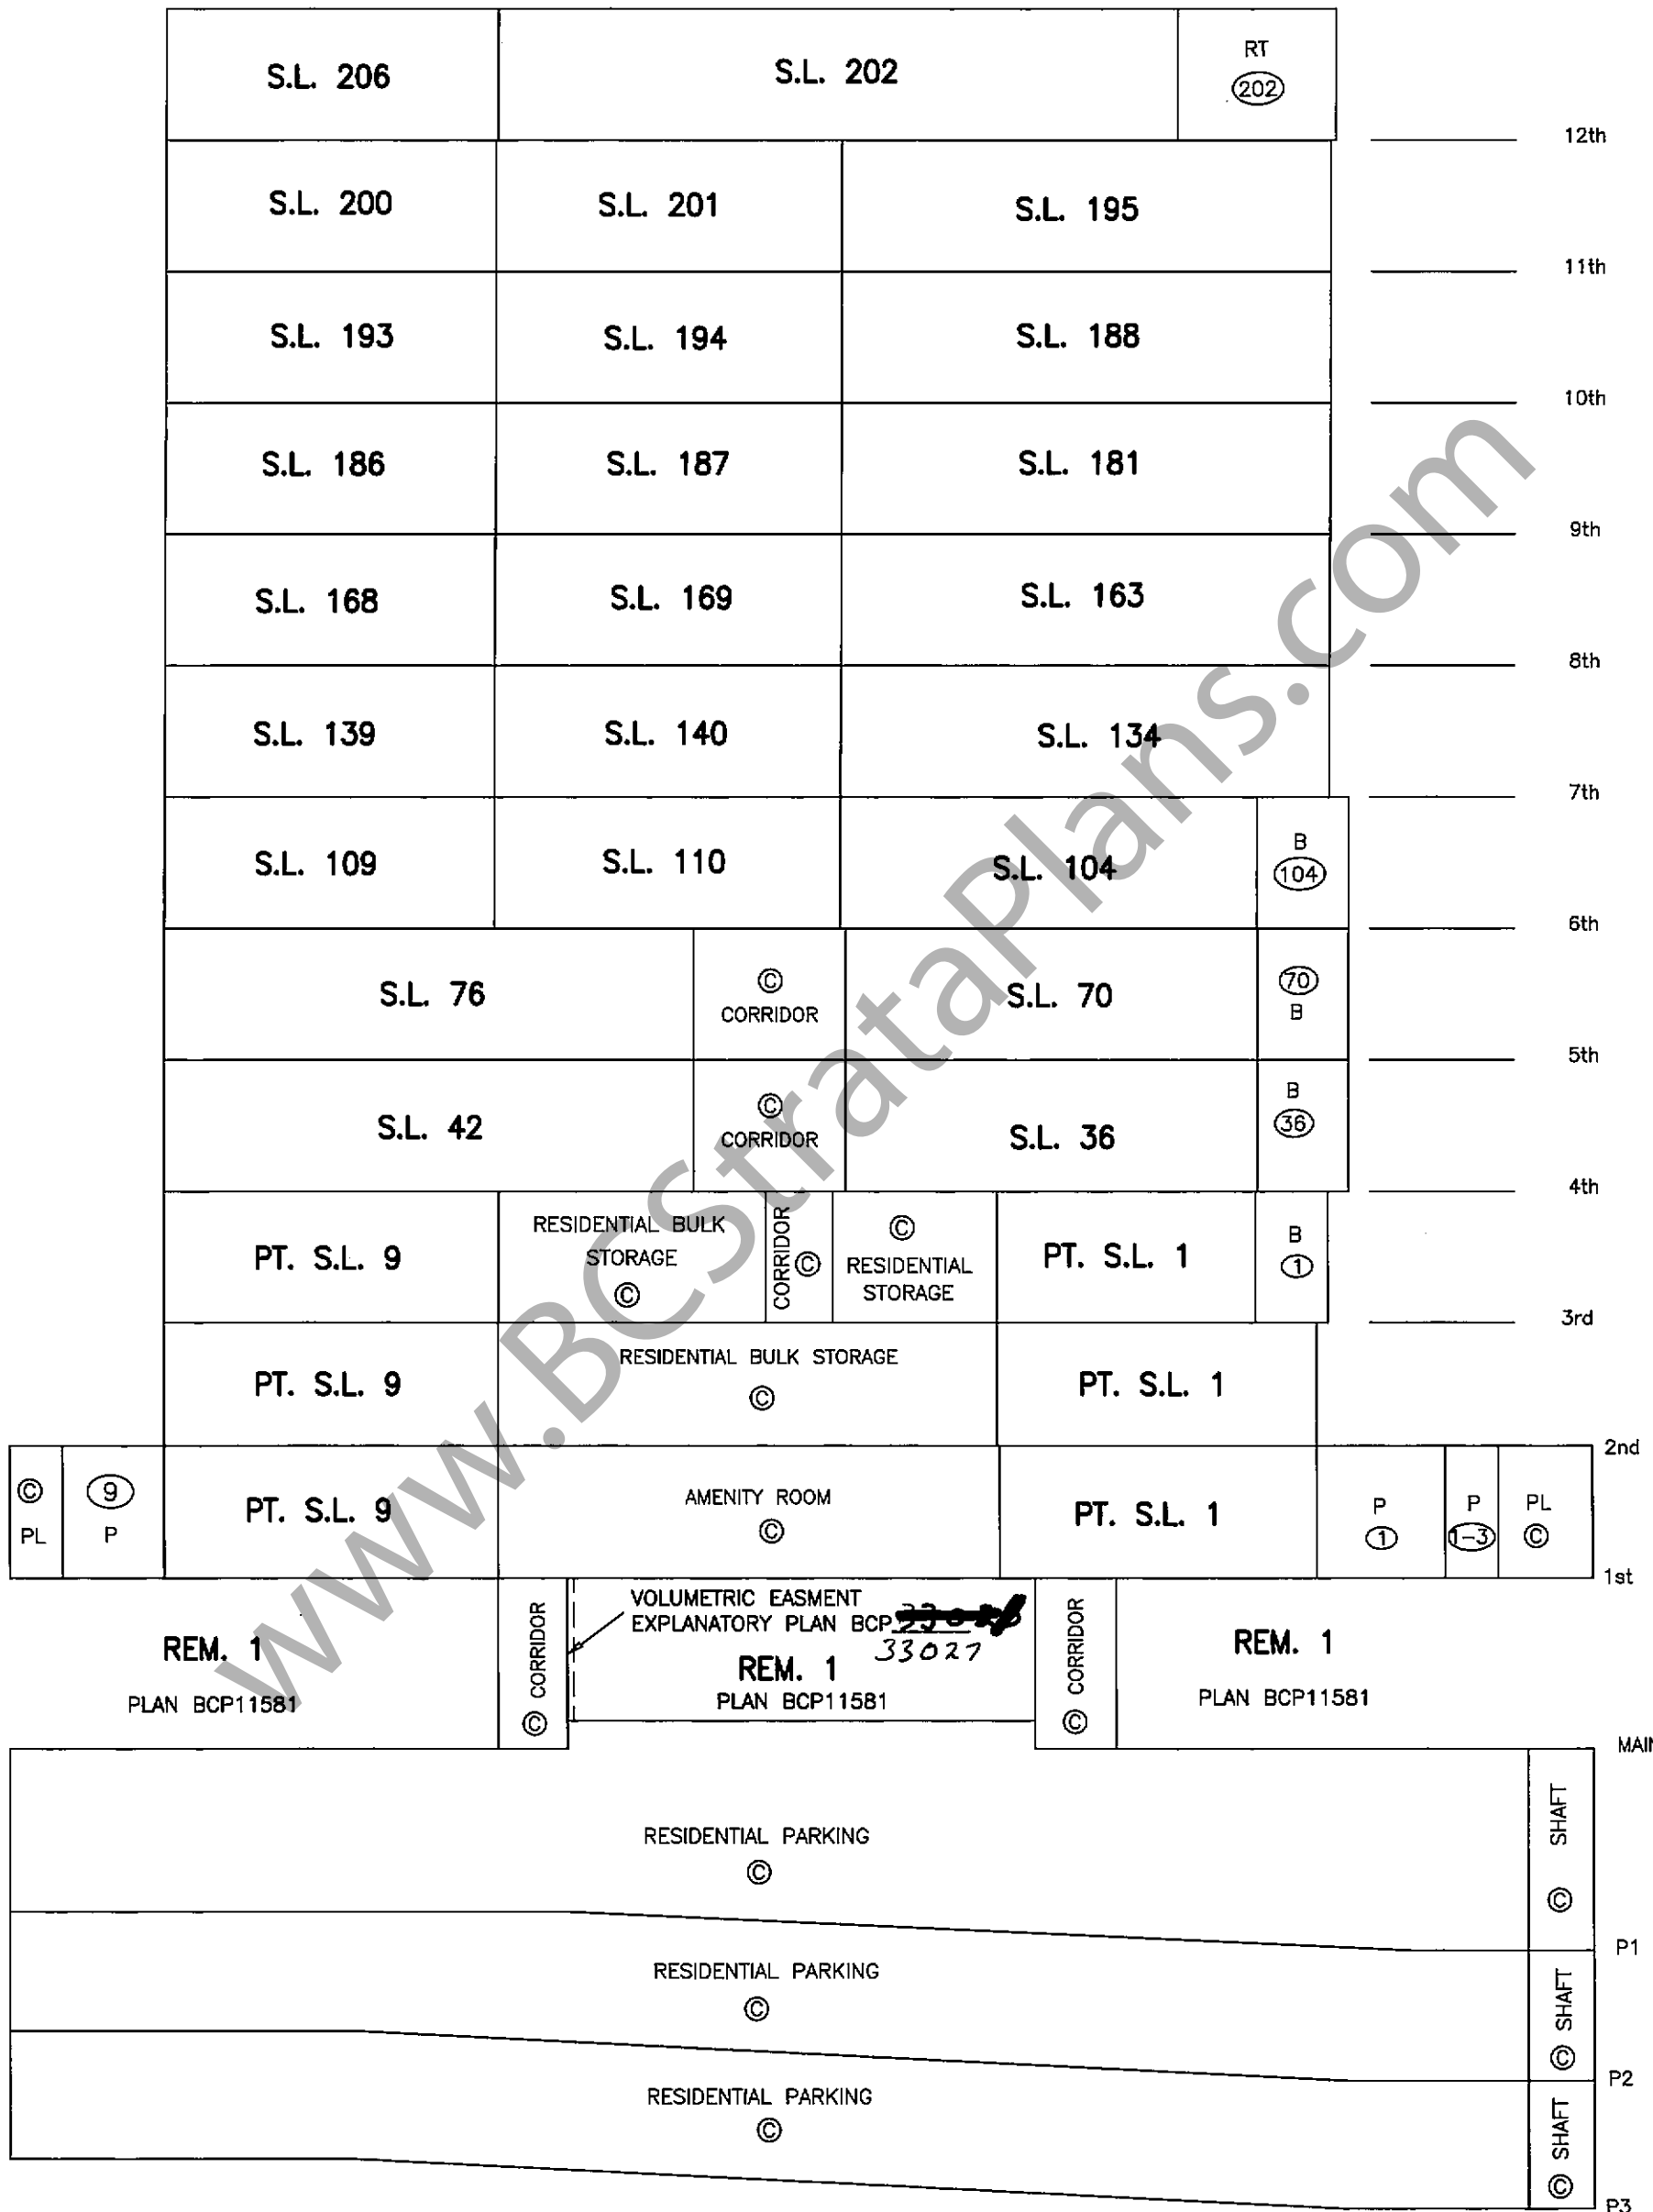 S.L. 206
S.L. 202
RT
202
12th
S.L. 200
S.L. 201
S.L. 195
11th
S.L. 193
S.L. 194
S.L. 188
10th
S.L. 186
S.L. 187
S.L. 181
9th
S.L. 168
S.L. 169
S.L. 163
8th
S.L. 139
S.L. 140
S.L. 134
7th
S.L. 109
S.L. 110
S.L. 104
B
104
6th
S.L. 76
©
CORRIDOR
S.L. 70
70
B
5th
S.L. 42
©
CORRIDOR
S.L. 36
B
36
4th
PT. S.L. 9
RESIDENTIAL BULK
STORAGE
©
CORRIDOR
©
©
RESIDENTIAL
STORAGE
PT. S.L. 1
B
1
3rd
PT. S.L. 9
RESIDENTIAL BULK STORAGE
©
PT. S.L. 1
2nd
©
PL
9
P
PT. S.L. 9
AMENITY ROOM
©
PT. S.L. 1
P
1
P
1-3
PL
©
1st
REM. 1
PLAN BCP11581
© CORRIDOR
VOLUMETRIC EASMENT
EXPLANATORY PLAN BCP
33027
REM. 1
PLAN BCP11581
© CORRIDOR
REM. 1
PLAN BCP11581
MAIN
RESIDENTIAL PARKING
©
© SHAFT
P1
RESIDENTIAL PARKING
©
© SHAFT
P2
RESIDENTIAL PARKING
©
© SHAFT
P3
www.BCStrataPlans.com